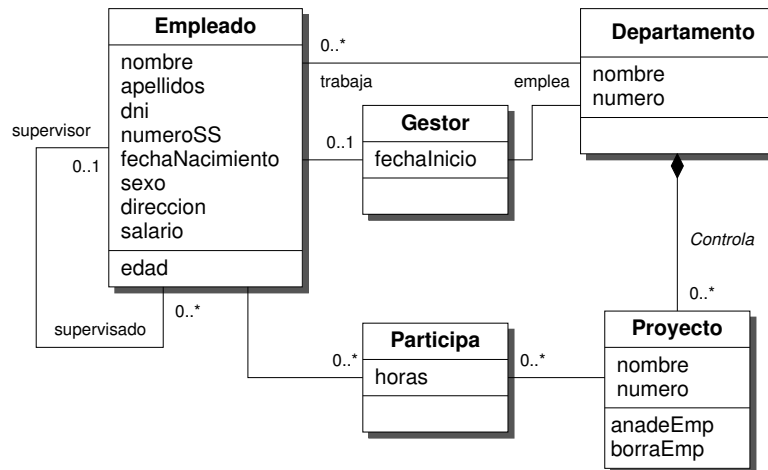 Empleado
nombre
apellidos
dni
numeroSS
fechaNacimiento
sexo
direccion
salario
edad
supervisor
0..1
supervisado
0..*
0..*
trabaja
emplea
Departamento
nombre
numero
0..1
Gestor
fechaInicio
Controla
0..*
0..*
Participa
horas
0..*
Proyecto
nombre
numero
anadeEmp
borraEmp